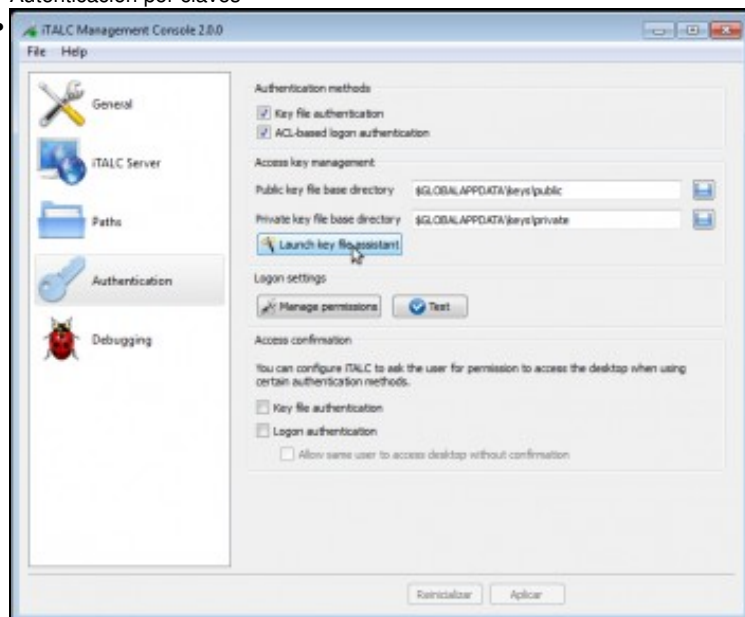 Autenticación por claves
iTALC Management Console 2.0.0
File Help
General
iTALC Server
Paths
Authentication
Debugging
Authentication methods
Key file authentication
ACL-based logon authentication
Access key management
Public key file base directory $GLOBALAPPDATA\keys\public
Private key file base directory $GLOBALAPPDATA\keys\private
Launch key file assistant
Logon settings
Manage permissions Test
Access confirmation
You can configure iTALC to ask the user for permission to access the desktop when using
certain authentication methods.
Key file authentication
Logon authentication
Allow same user to access desktop without confirmation
Reinicializar Aplicar